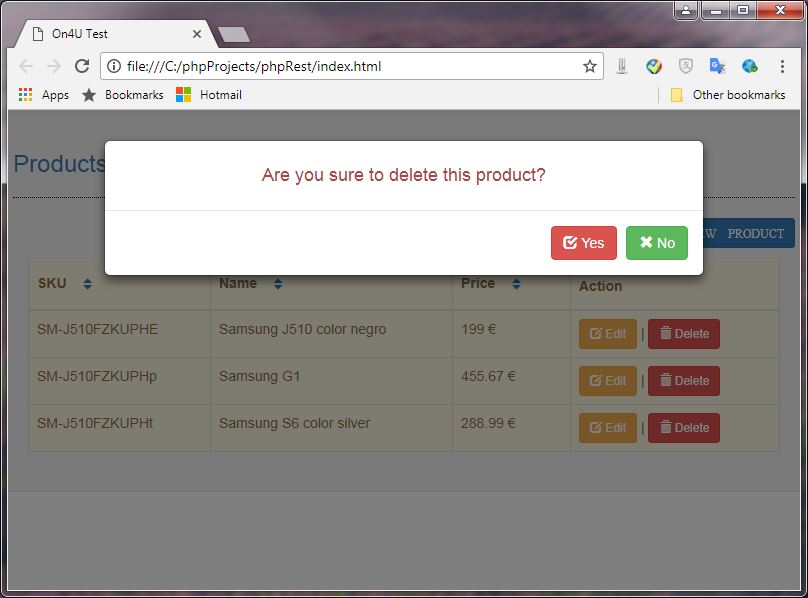 On4U Test
file:///C:/phpProjects/phpRest/index.html
Apps Bookmarks Hotmail Other bookmarks
Products
Are you sure to delete this product?
Yes No
PRODUCT
SKU Name Price Action
SM-J510FZKUPHE Samsung J510 color negro 199 € Edit | Delete
SM-J510FZKUPHp Samsung G1 455.67 € Edit | Delete
SM-J510FZKUPHt Samsung S6 color silver 288.99 € Edit | Delete